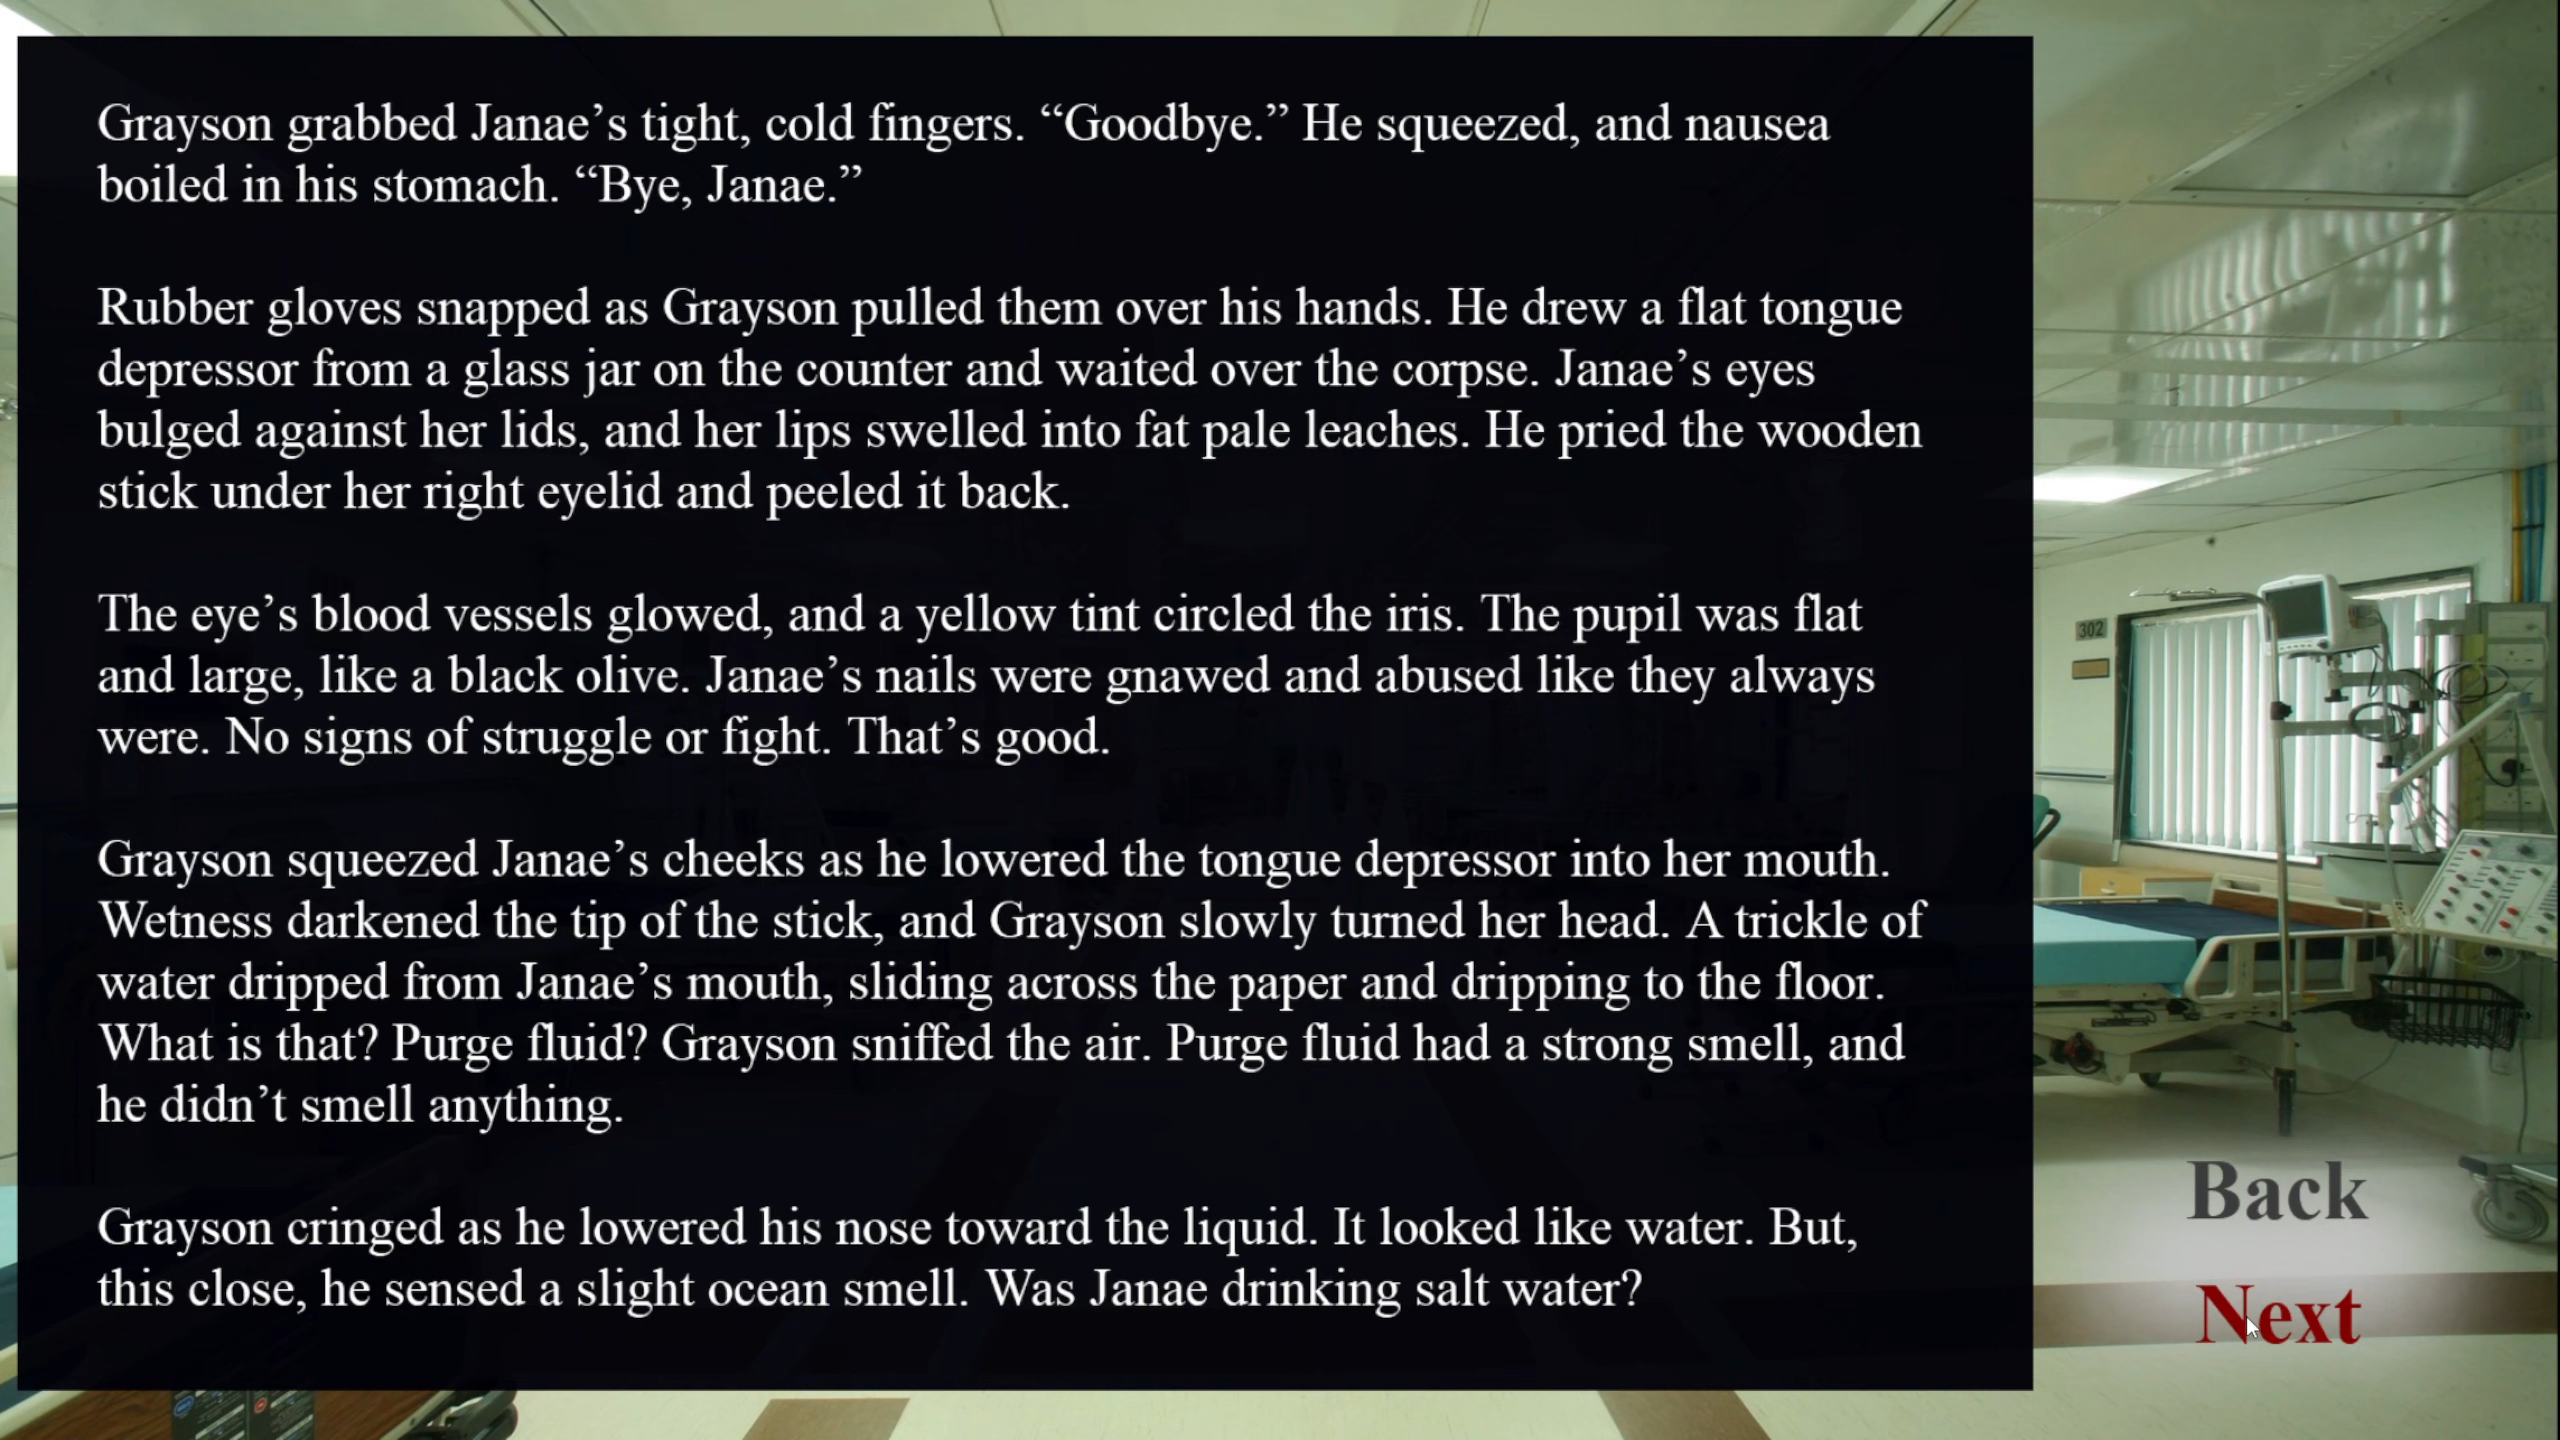 Grayson grabbed Janae’s tight, cold fingers. “Goodbye.” He squeezed, and nausea
boiled in his stomach. “Bye, Janae.”
Rubber gloves snapped as Grayson pulled them over his hands. He drew a flat tongue
depressor from a glass jar on the counter and waited over the corpse. Janae’s eyes
bulged against her lids, and her lips swelled into fat pale leaches. He pried the wooden
stick under her right eyelid and peeled it back.
The eye’s blood vessels glowed, and a yellow tint circled the iris. The pupil was flat
and large, like a black olive. Janae’s nails were gnawed and abused like they always
were. No signs of struggle or fight. That’s good.
Grayson squeezed Janae’s cheeks as he lowered the tongue depressor into her mouth.
Wetness darkened the tip of the stick, and Grayson slowly turned her head. A trickle of
water dripped from Janae’s mouth, sliding across the paper and dripping to the floor.
What is that? Purge fluid? Grayson sniffed the air. Purge fluid had a strong smell, and
he didn’t smell anything.
Grayson cringed as he lowered his nose toward the liquid. It looked like water. But,
this close, he sensed a slight ocean smell. Was Janae drinking salt water?
302
Back
Next